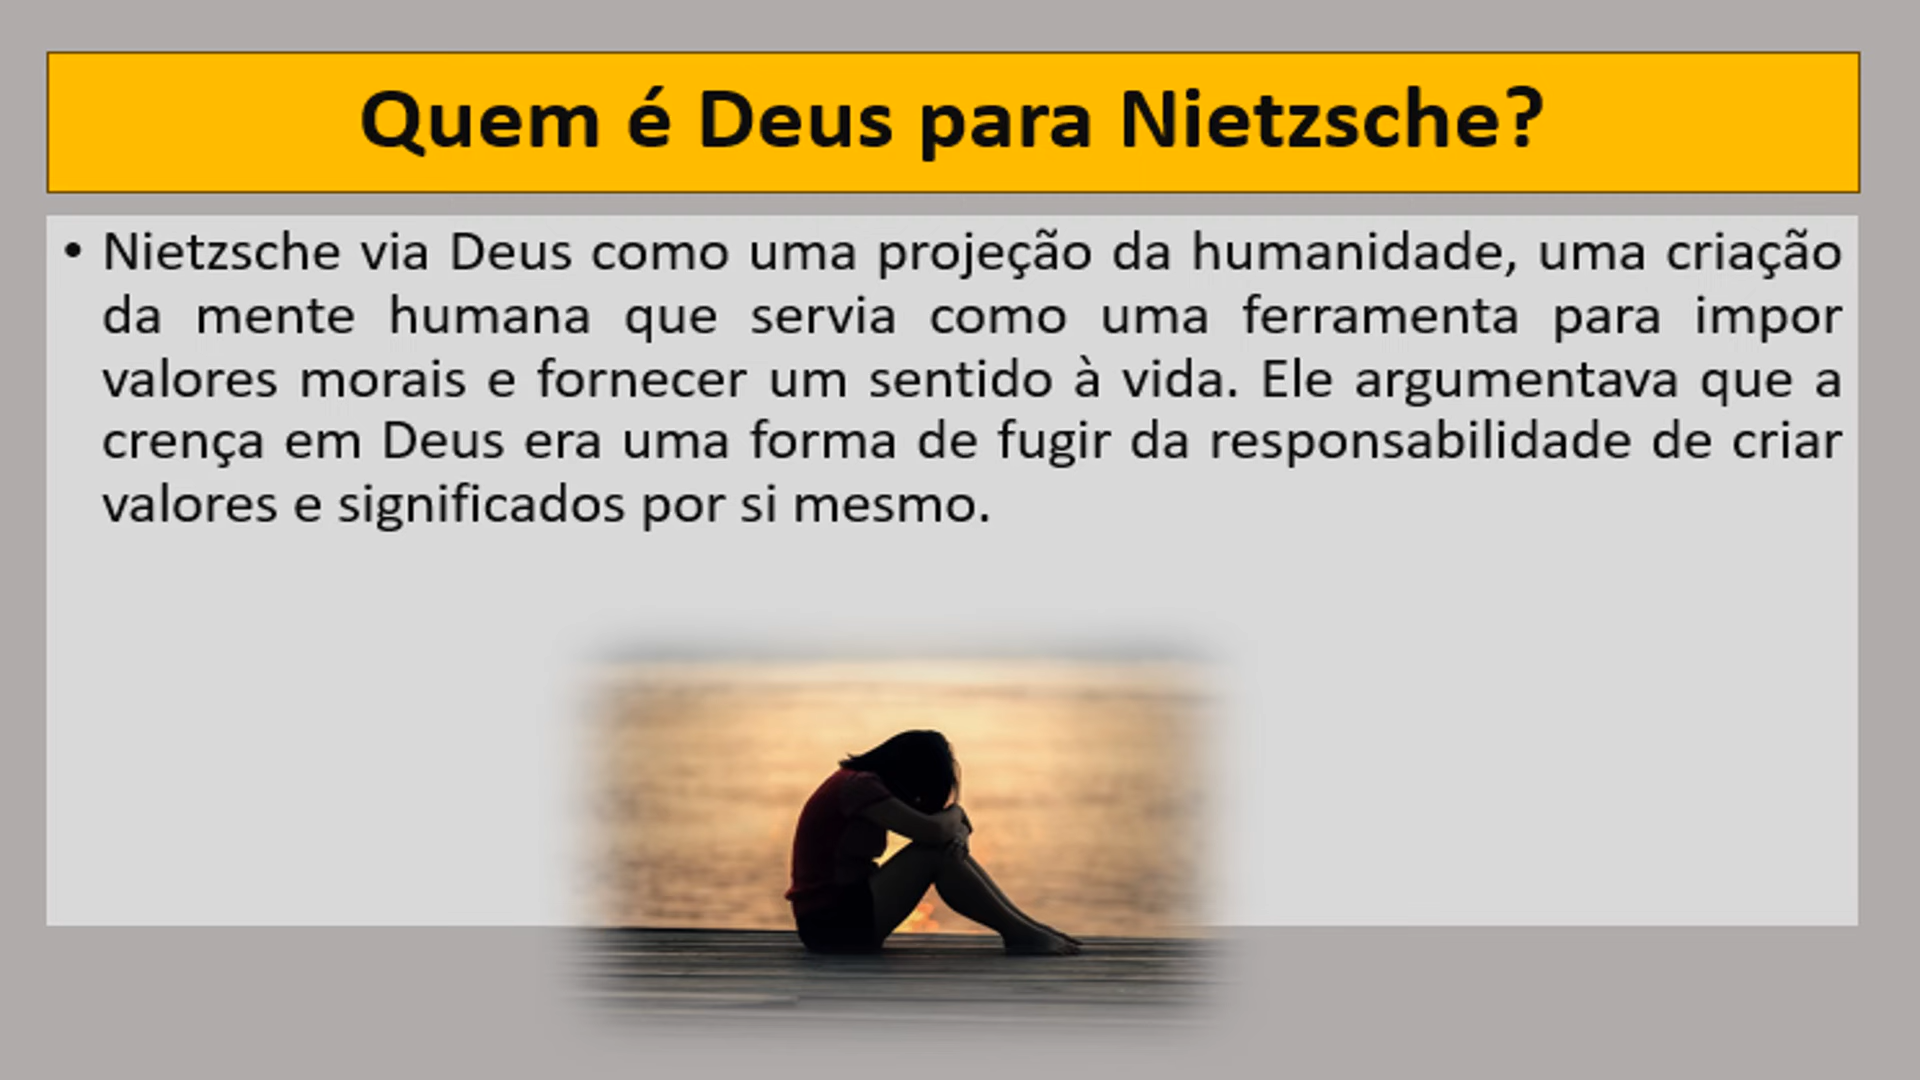 Quem é Deus para Nietzsche?
• Nietzsche via Deus como uma projeção da humanidade, uma criação
da mente humana que servia como uma ferramenta para impor
valores morais e fornecer um sentido à vida. Ele argumentava que a
crença em Deus era uma forma de fugir da responsabilidade de criar
valores e significados por si mesmo.